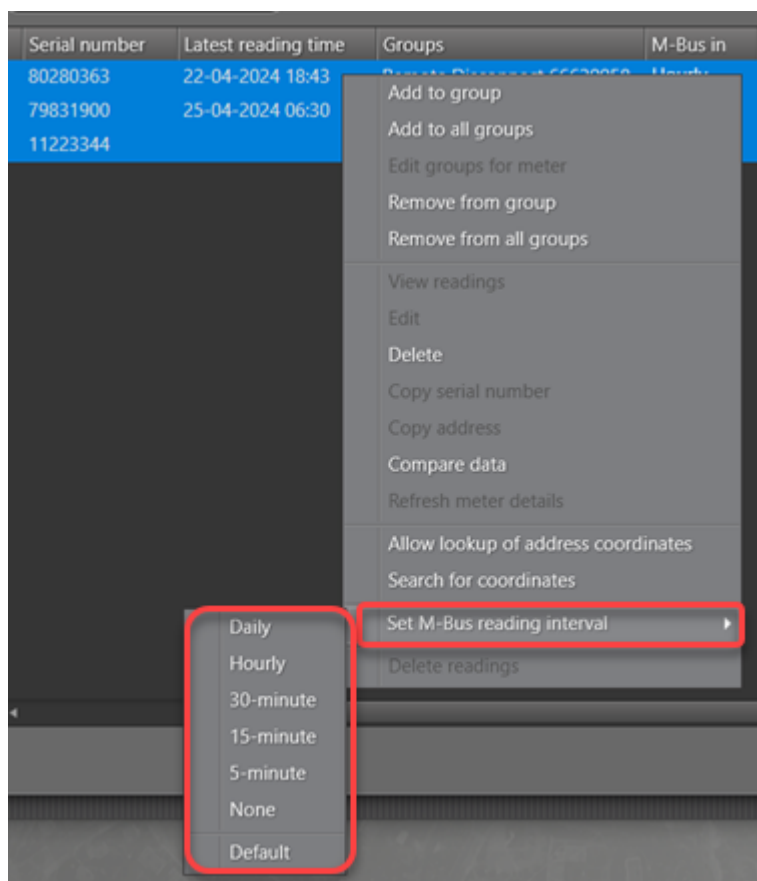 Serial number Latest reading time Groups M-Bus in
80280363 22-04-2024 18:43
79831900 25-04-2024 06:30
11223344
Add to group
Add to all groups
Edit groups for meter
Remove from group
Remove from all groups
View readings
Edit
Delete
Copy serial number
Copy address
Compare data
Refresh meter details
Allow lookup of address coordinates
Search for coordinates
Set M-Bus reading interval
Delete readings
Daily
Hourly
30-minute
15-minute
5-minute
None
Default